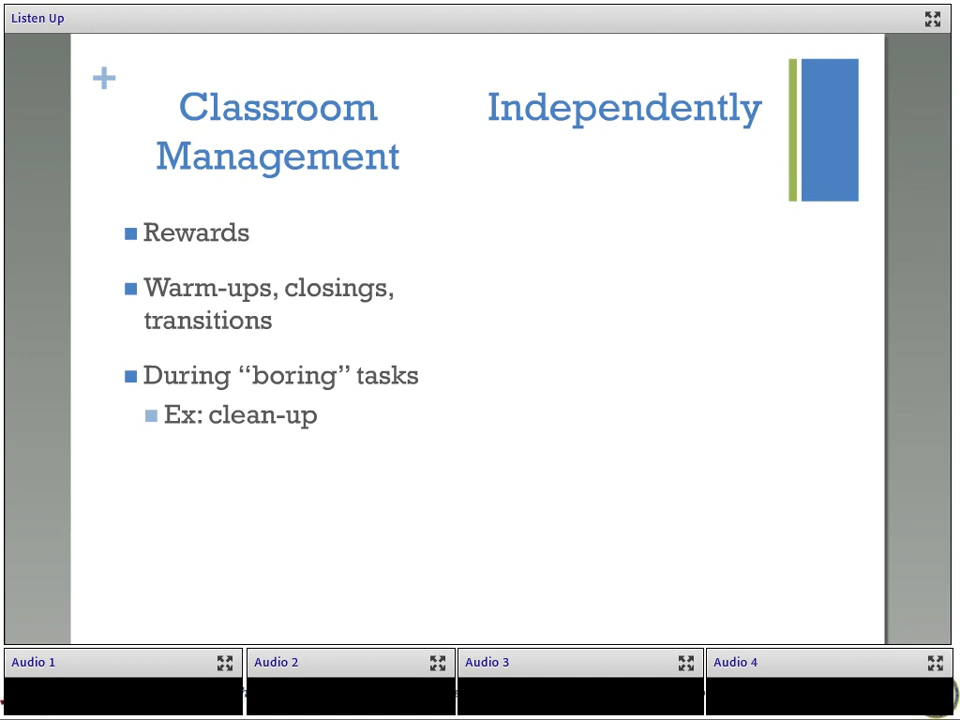 Listen Up
+
Classroom
Management
Independently
Rewards
Warm-ups, closings,
transitions
During “boring” tasks
Ex: clean-up
Audio 1
Audio 2
Audio 3
Audio 4